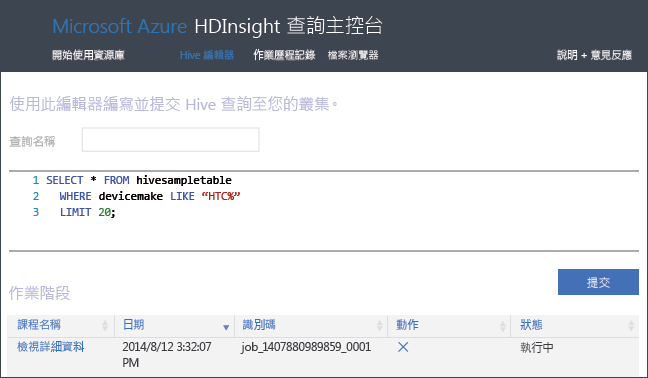 Microsoft Azure HDInsight 查詢主控台
開始使用資源庫 Hive 編輯器 作業歷程記錄 檔案瀏覽器 說明 + 意見反應
使用此編輯器編寫並提交 Hive 查詢至您的叢集。
查詢名稱
1 SELECT * FROM hivesampletable
2 WHERE devicemake LIKE “HTC%”
3 LIMIT 20;
提交
作業階段
課程名稱 日期 識別碼 動作 狀態
檢視詳細資料 2014/8/12 3:32:07 job_1407880989859_0001 執行中
PM